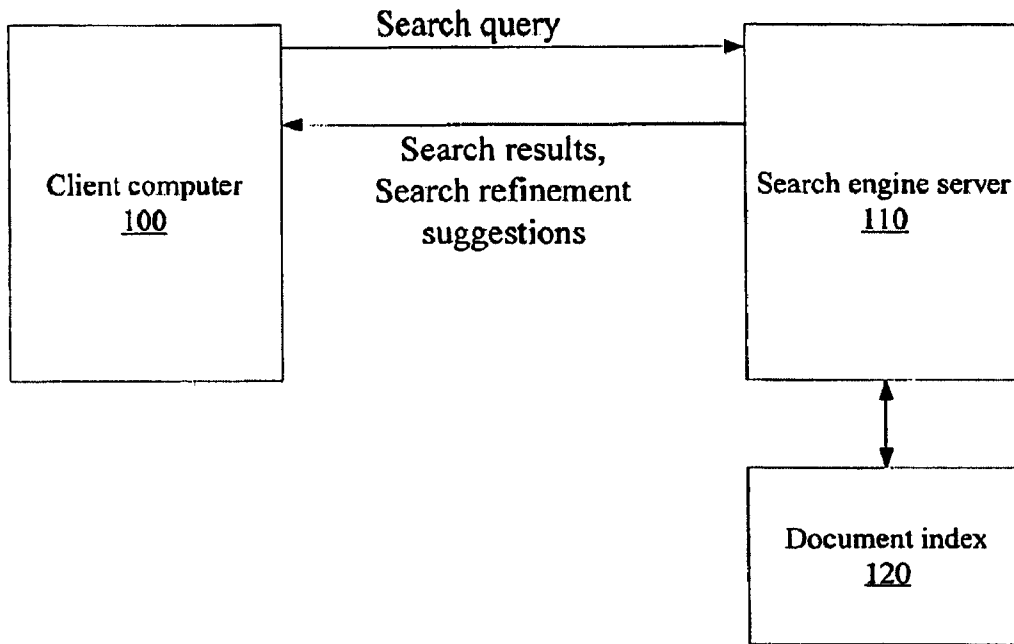 Search query
Search results,
Search refinement
suggestions
Client computer
100
Search engine server
110
Document index
120